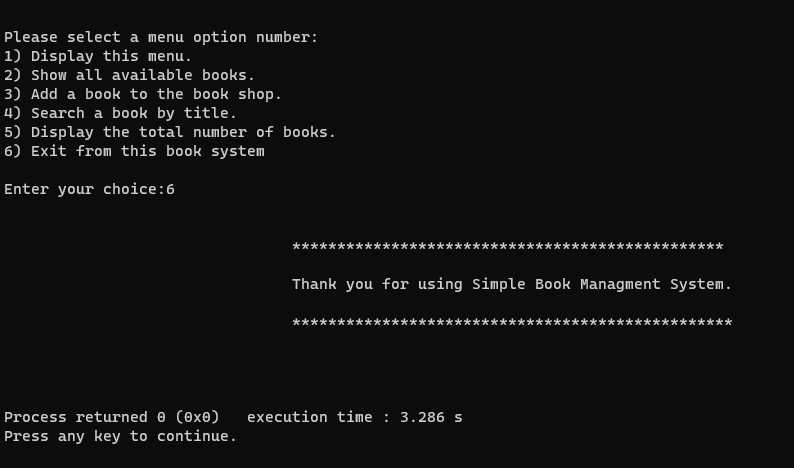 Please select a menu option number:
1) Display this menu.
2) Show all available books.
3) Add a book to the book shop.
4) Search a book by title.
5) Display the total number of books.
6) Exit from this book system
Enter your choice:6
************************************************
Thank you for using Simple Book Managment System.
*************************************************
Process returned 0 (0x0)   execution time : 3.286 s
Press any key to continue.